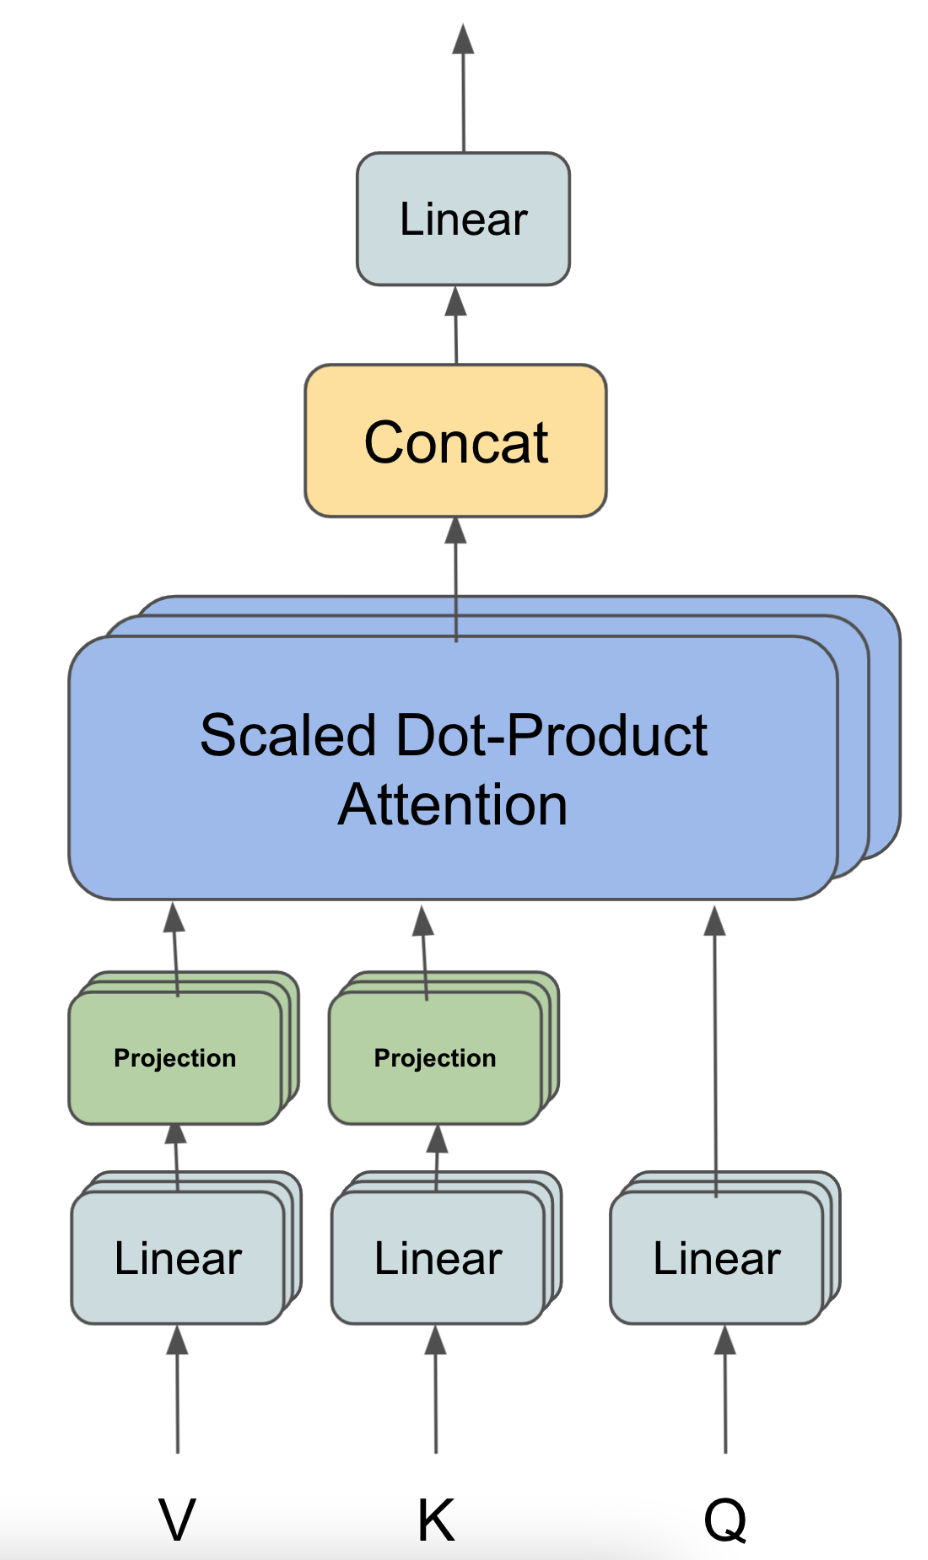 Linear
Concat
Scaled Dot-Product
Attention
Projection
Projection
Linear
Linear
Linear
V
K
Q